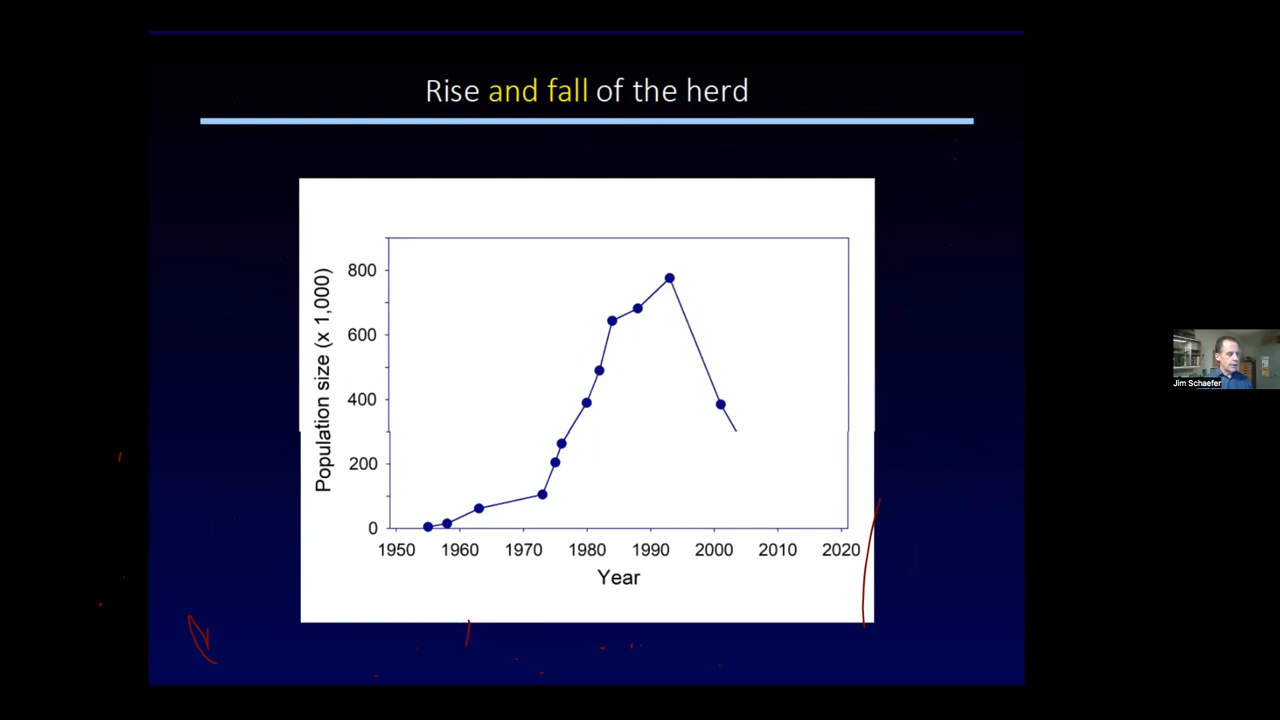 Rise and fall of the herd
Population size (x 1,000)
800
600
400
200
0
1950 1960 1970 1980 1990 2000 2010 2020
Year
Jim Schaefer